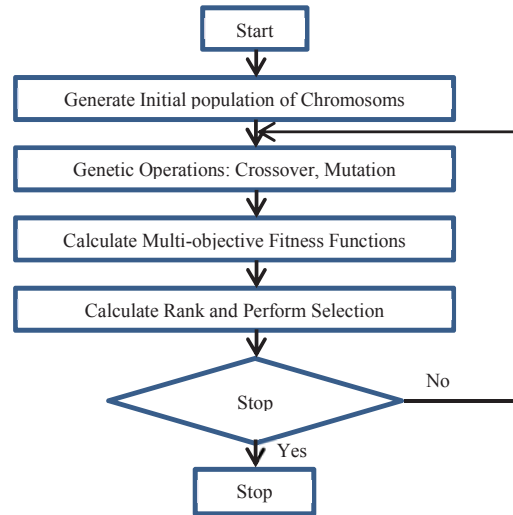 Start
Generate Initial population of Chromosoms
Genetic Operations: Crossover, Mutation
Calculate Multi-objective Fitness Functions
Calculate Rank and Perform Selection
Stop
No
Yes
Stop